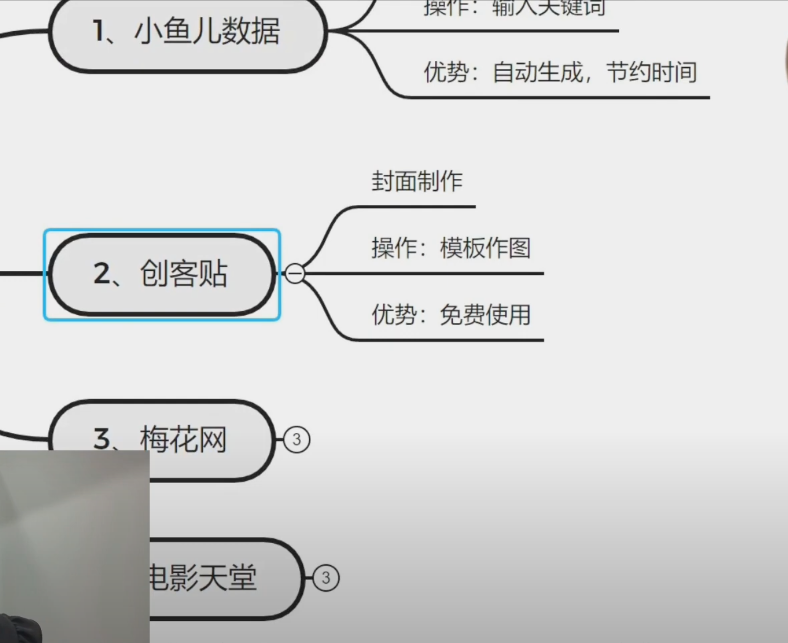 操作：输入关键词
1、小鱼儿数据
优势：自动生成，节约时间
封面制作
2、创客贴
操作：模板作图
优势：免费使用
3、梅花网
3
电影天堂
3